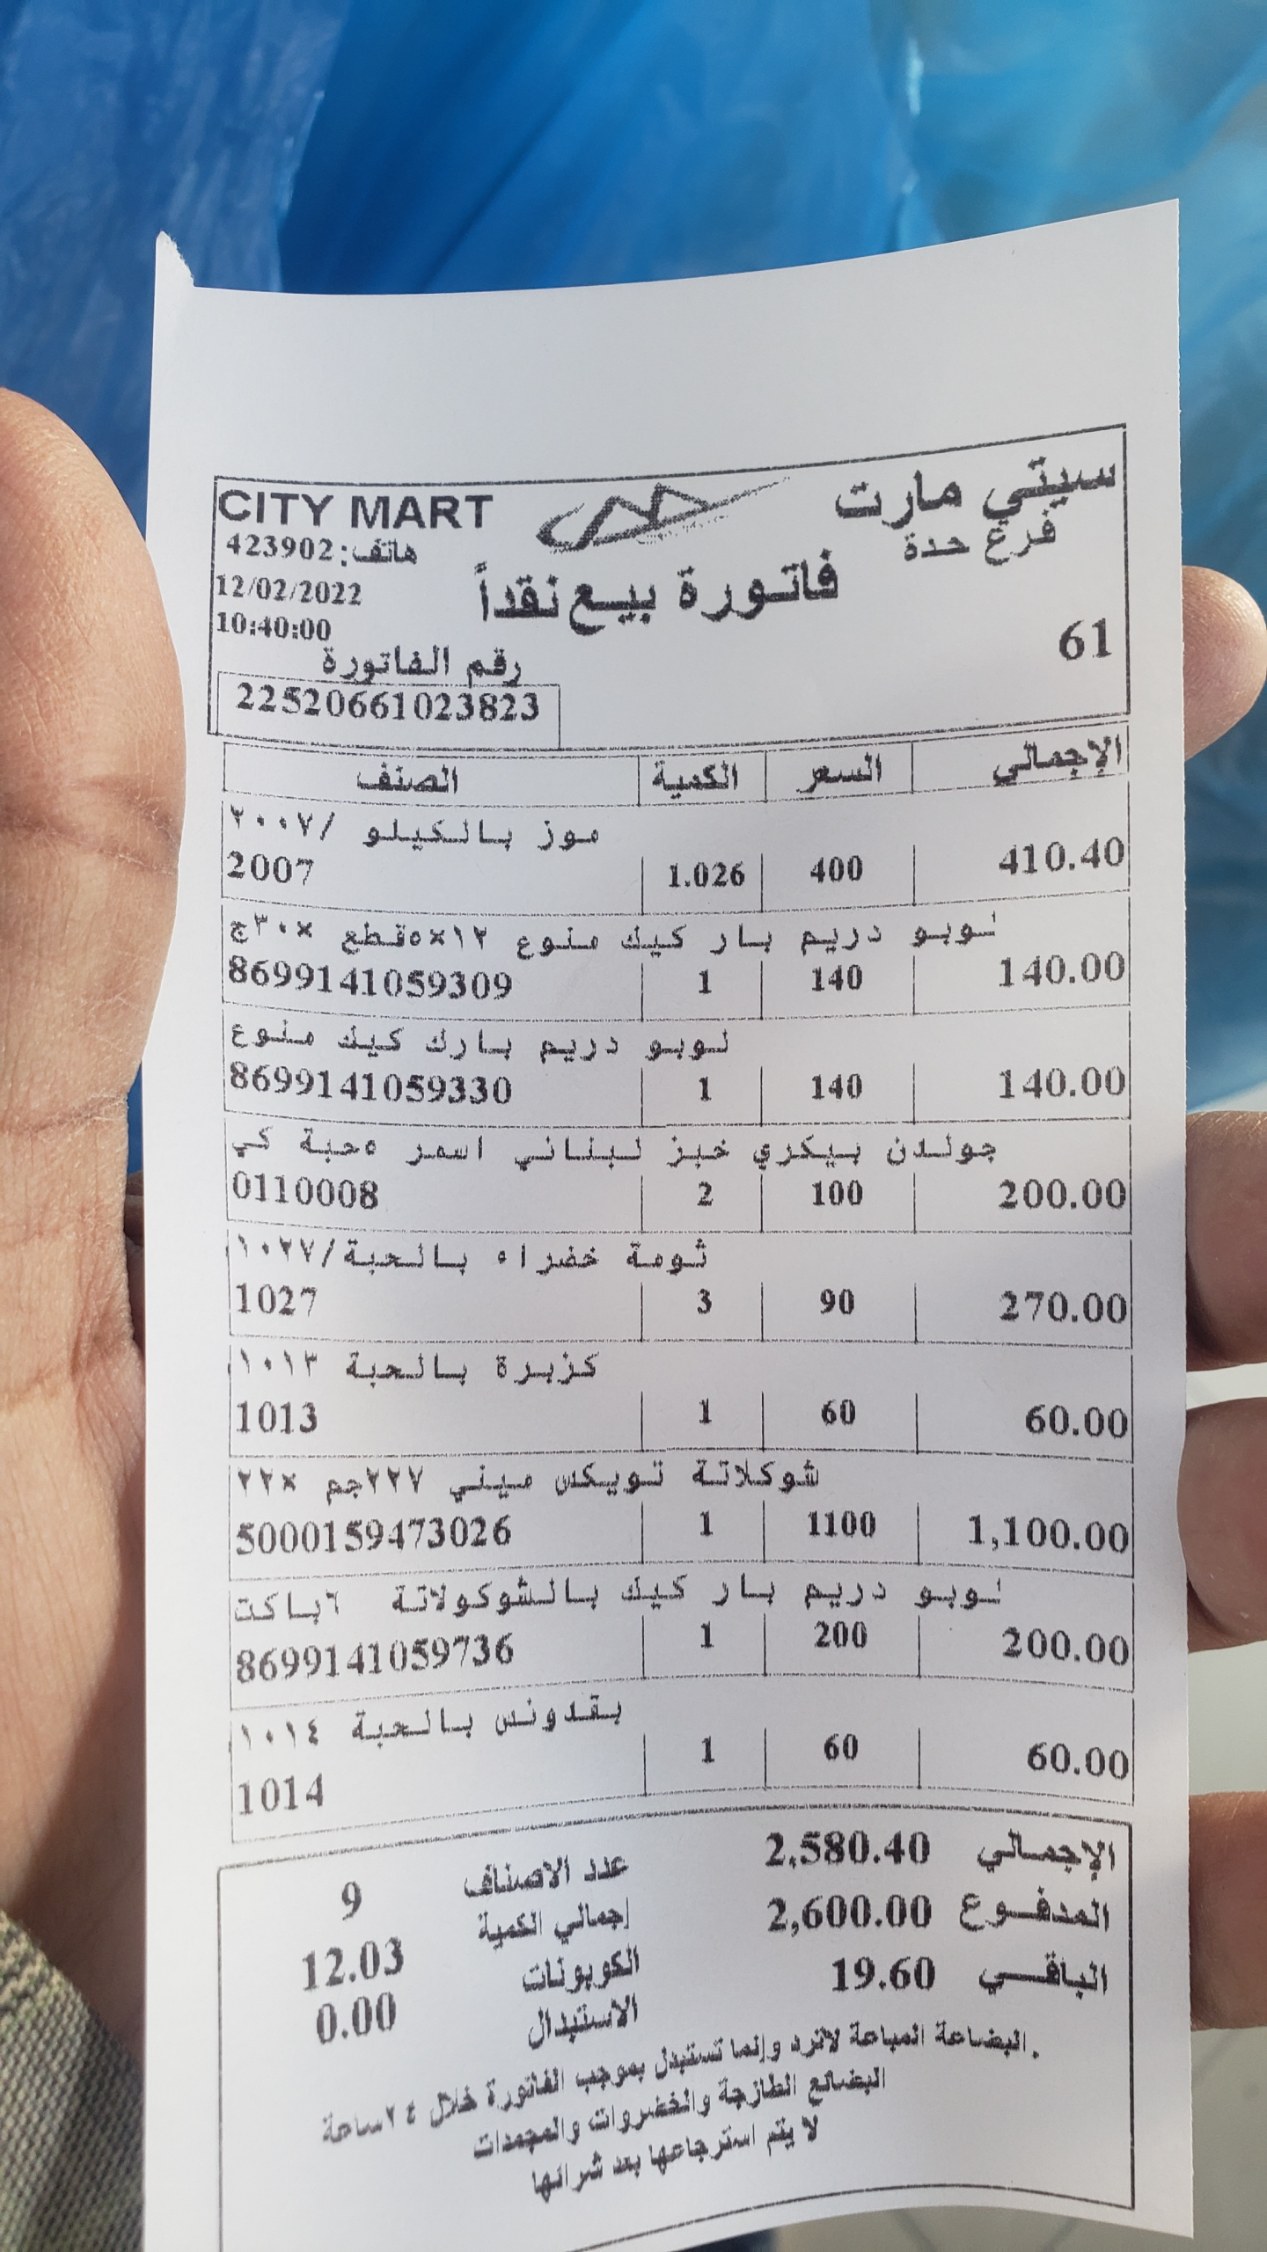 CITY MART
سيتي مارت
هاتف: 423902
فرع حدة
12/02/2022
فاتورة بيع نقداً
10:40:00
61
رقم الفاتورة
22520661023823
الصنف الكمية السعر الإجمالي
موز بالكيلو /٢٠٠٧
2007 1.026 400 410.40
لوبو دريم بار كيك منوع ١٢×٥قطع ×٣٠ج
8699141059309 1 140 140.00
لوبو دريم بارك كيك منوع
8699141059330 1 140 140.00
جولدن بيكري خبز لبناني اسمر ٥حبة كي
0110008 2 100 200.00
ثومة خضراء بالحبة/١٠٢٧
1027 3 90 270.00
كزبرة بالحبة ١٠١٣
1013 1 60 60.00
شوكلاتة تويكس ميني ٢٢٧جم ×٢٢
5000159473026 1 1100 1,100.00
لوبو دريم بار كيك بالشوكولاتة ٦باكت
8699141059736 1 200 200.00
بقدونس بالحبة ١٠١٤
1014 1 60 60.00
الإجمالي 2,580.40
عدد الاصناف 9
المدفوع 2,600.00
إجمالي الكمية 12.03
الباقي 19.60
الكوبونات 0.00
الاستبدال
.البضاعة المباعة لاترد وإنما تستبدل بموجب الفاتورة خلال ٢٤ساعة
البضائع الطازجة والخضروات والمجمدات
لا يتم استرجاعها بعد شرائها